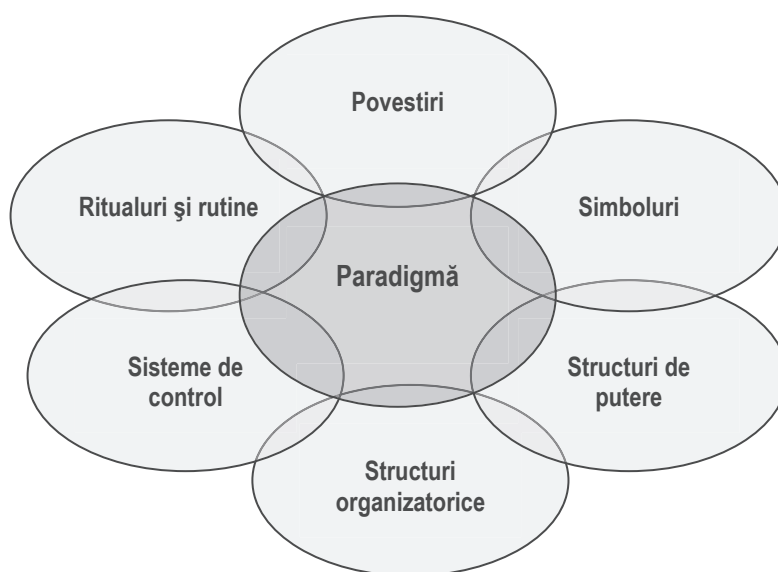 Povestiri
Ritualuri şi rutine
Simboluri
Paradigmă
Sisteme de
control
Structuri de
putere
Structuri
organizatorice